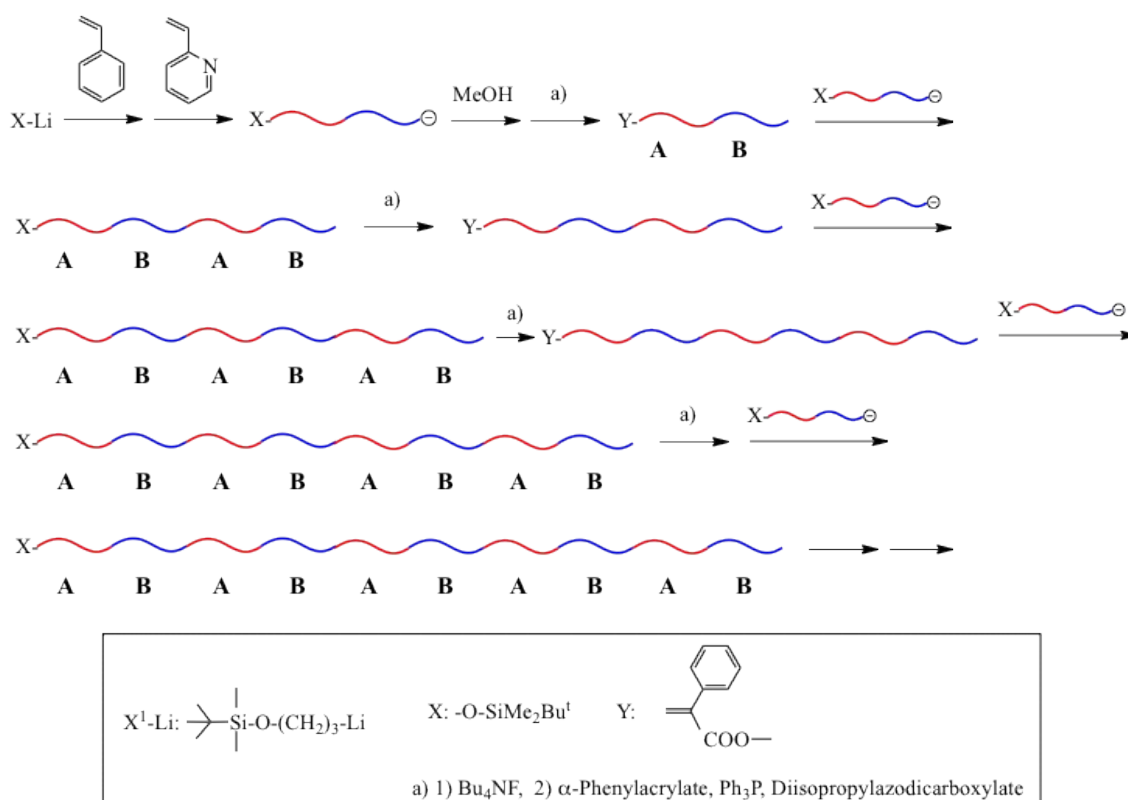 N
MeOH
a)
X-
X-Li
X-
Y-
A B
a)
X-
X-
Y-
A B A B
X-
X-
a)
Y-
A B A B A B
a)
X-
X-
A B A B A B A B
X-
A B A B A B A B A B
X¹-Li: Si-O-(CH₂)₃-Li
X: -O-SiMe₂Buᵗ
Y:
COO
a) 1) Bu₄NF, 2) α-Phenylacrylate, Ph₃P, Diisopropylazodicarboxylate